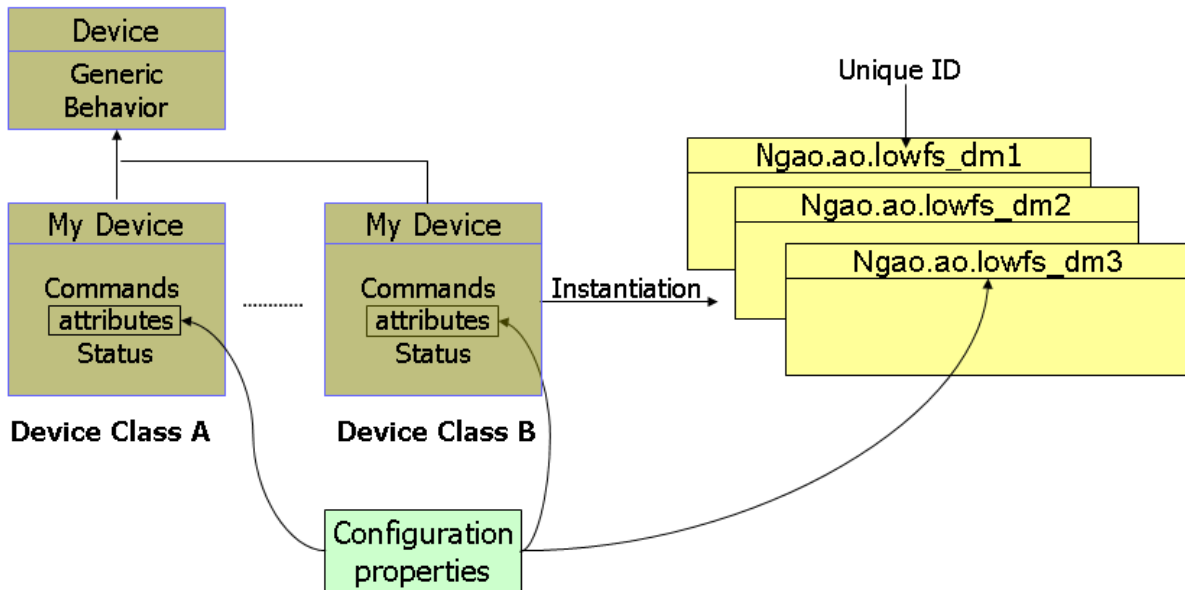 Device
Generic
Behavior
Unique ID
Ngao.ao.lowfs_dm1
Ngao.ao.lowfs_dm2
Ngao.ao.lowfs_dm3
My Device
Commands
attributes
Status
Device Class A
My Device
Commands
attributes
Status
Device Class B
Instantiation
Configuration
properties